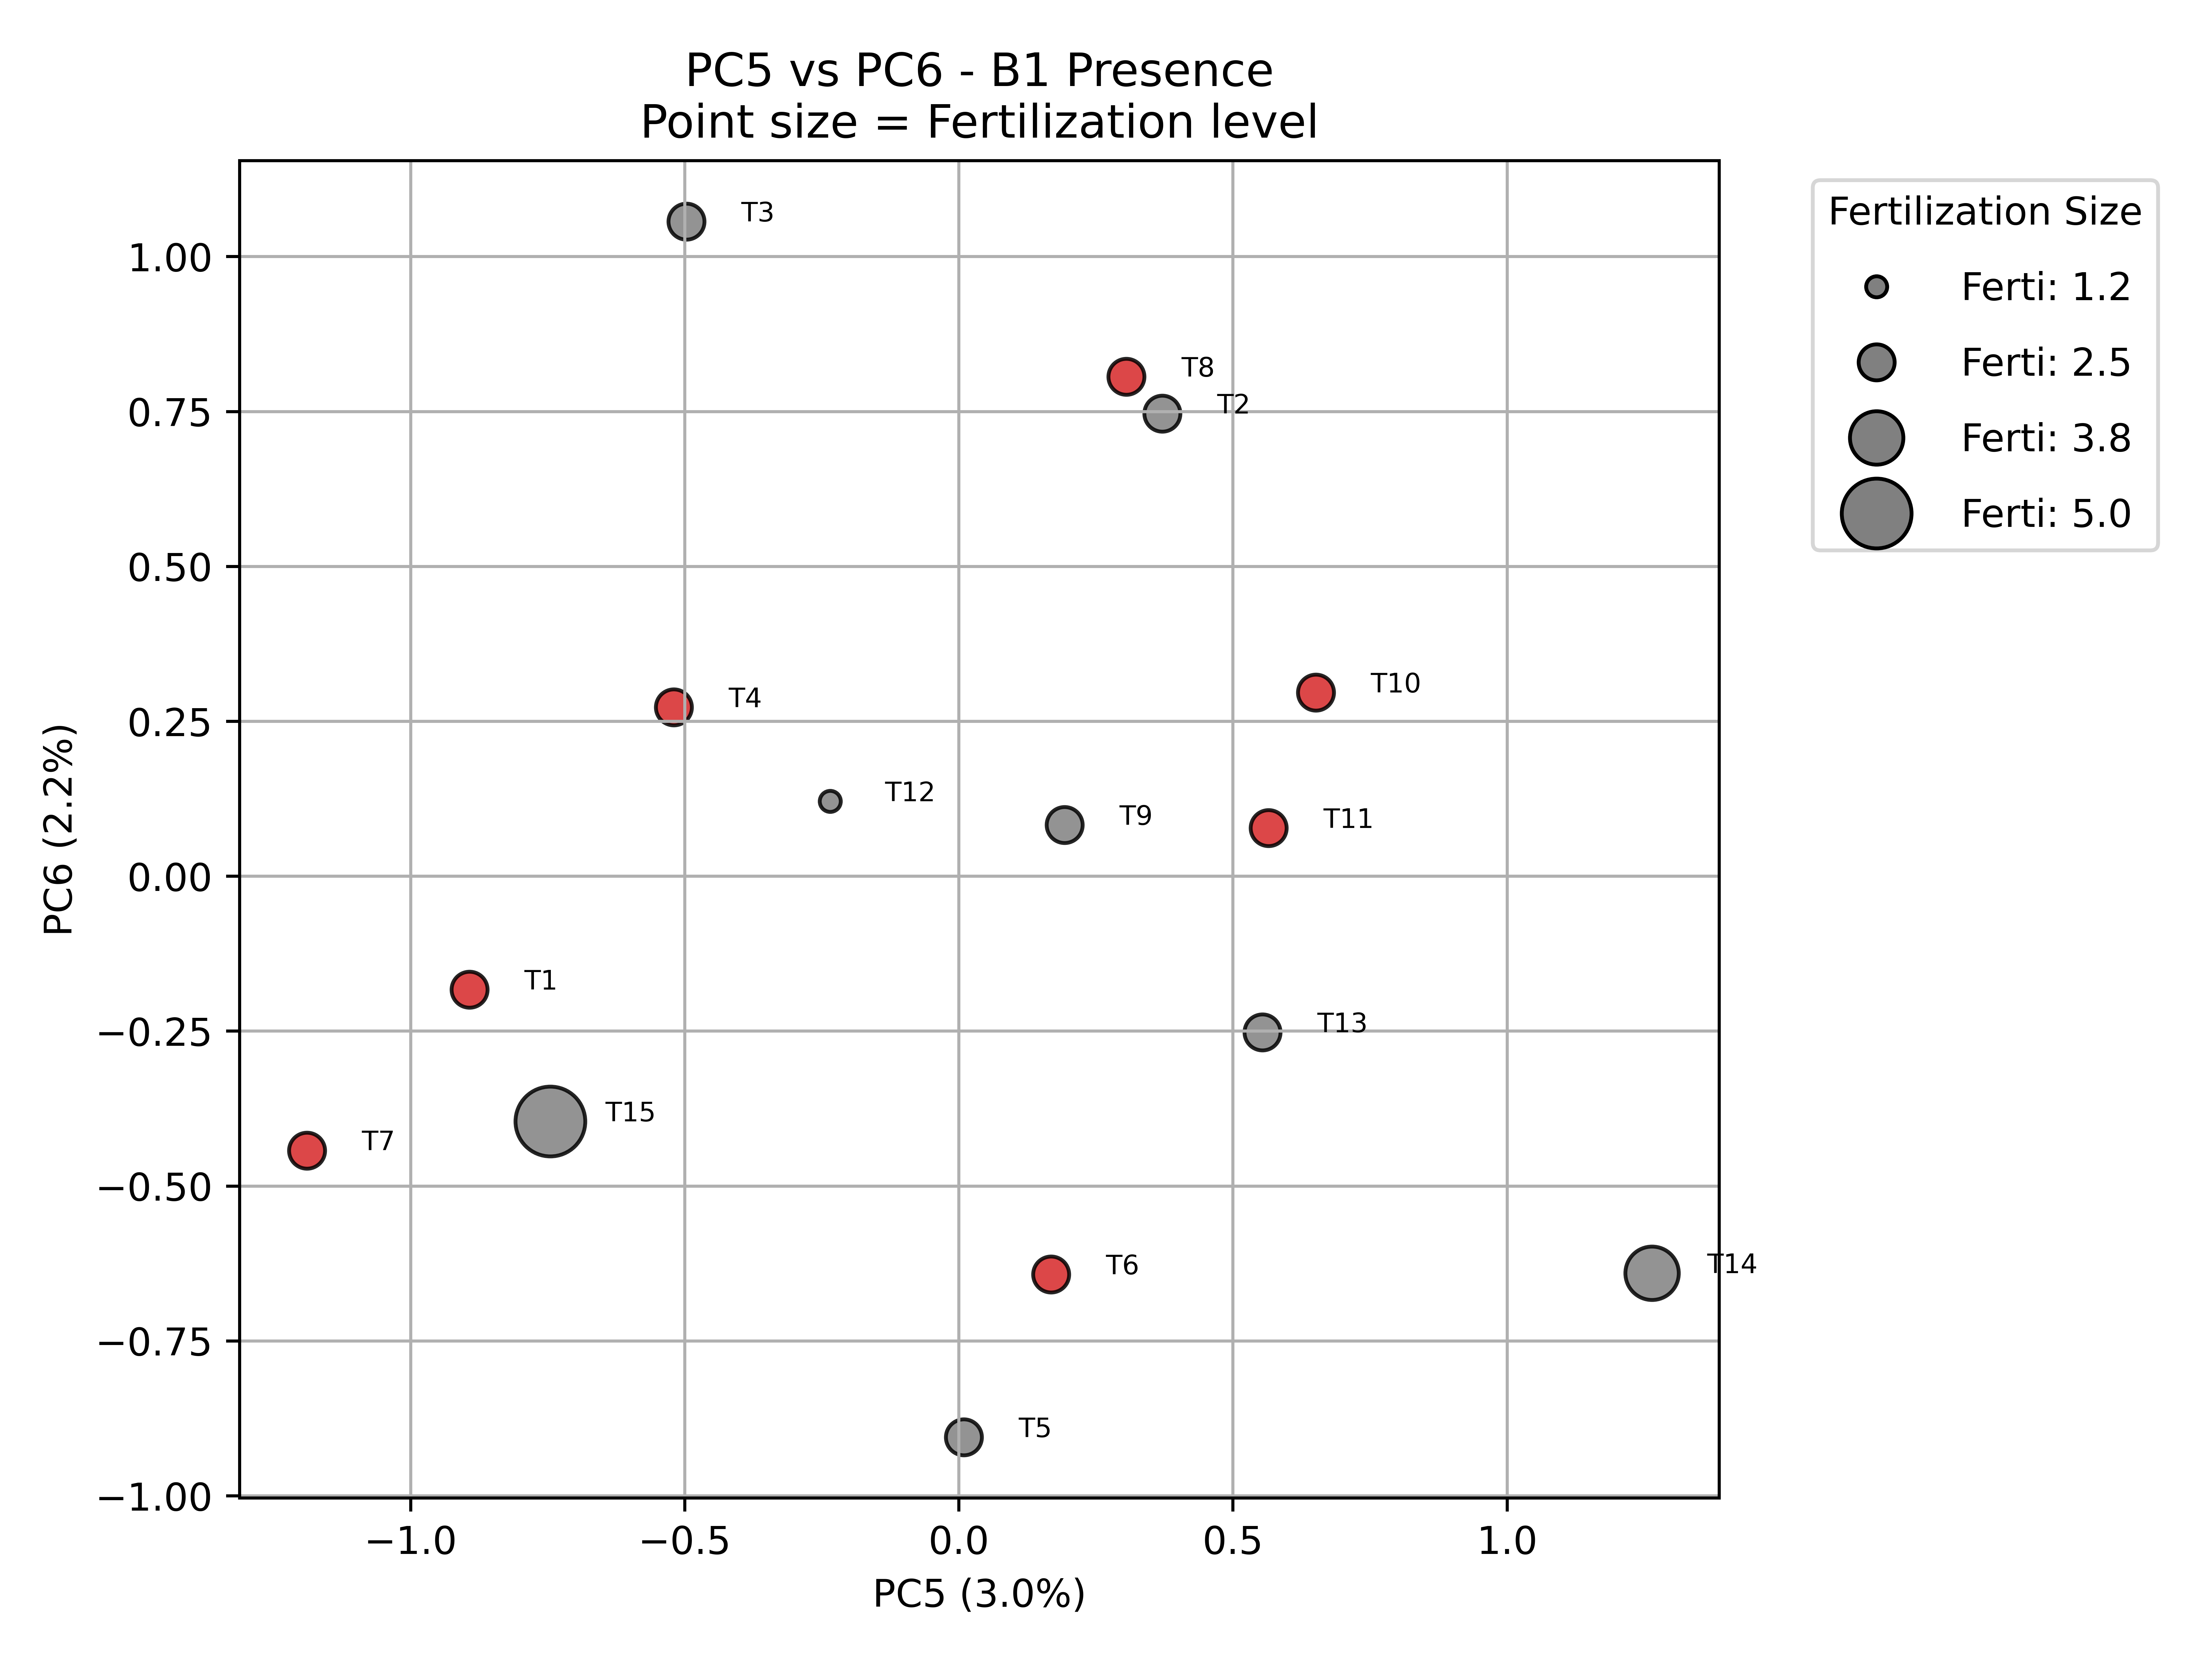 PC5 vs PC6 - B1 Presence
Point size = Fertilization level
Fertilization Size
Ferti: 1.2
Ferti: 2.5
Ferti: 3.8
Ferti: 5.0
T3
T8
T2
T4
T10
T12
T9
T11
T1
T13
T15
T7
T6
T14
T5
1.00
0.75
0.50
0.25
0.00
−0.25
−0.50
−0.75
−1.00
PC6 (2.2%)
−1.0
−0.5
0.0
0.5
1.0
PC5 (3.0%)